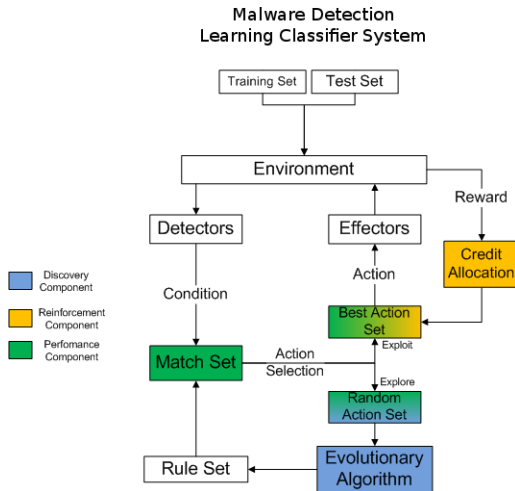 Malware Detection
Learning Classifier System
Training Set
Test Set
Environment
Reward
Detectors
Effectors
Credit
Allocation
Discovery
Component
Action
Condition
Reinforcement
Component
Best Action
Set
Perfomance
Component
Match Set
Action
Selection
Exploit
Explore
Random
Action Set
Rule Set
Evolutionary
Algorithm